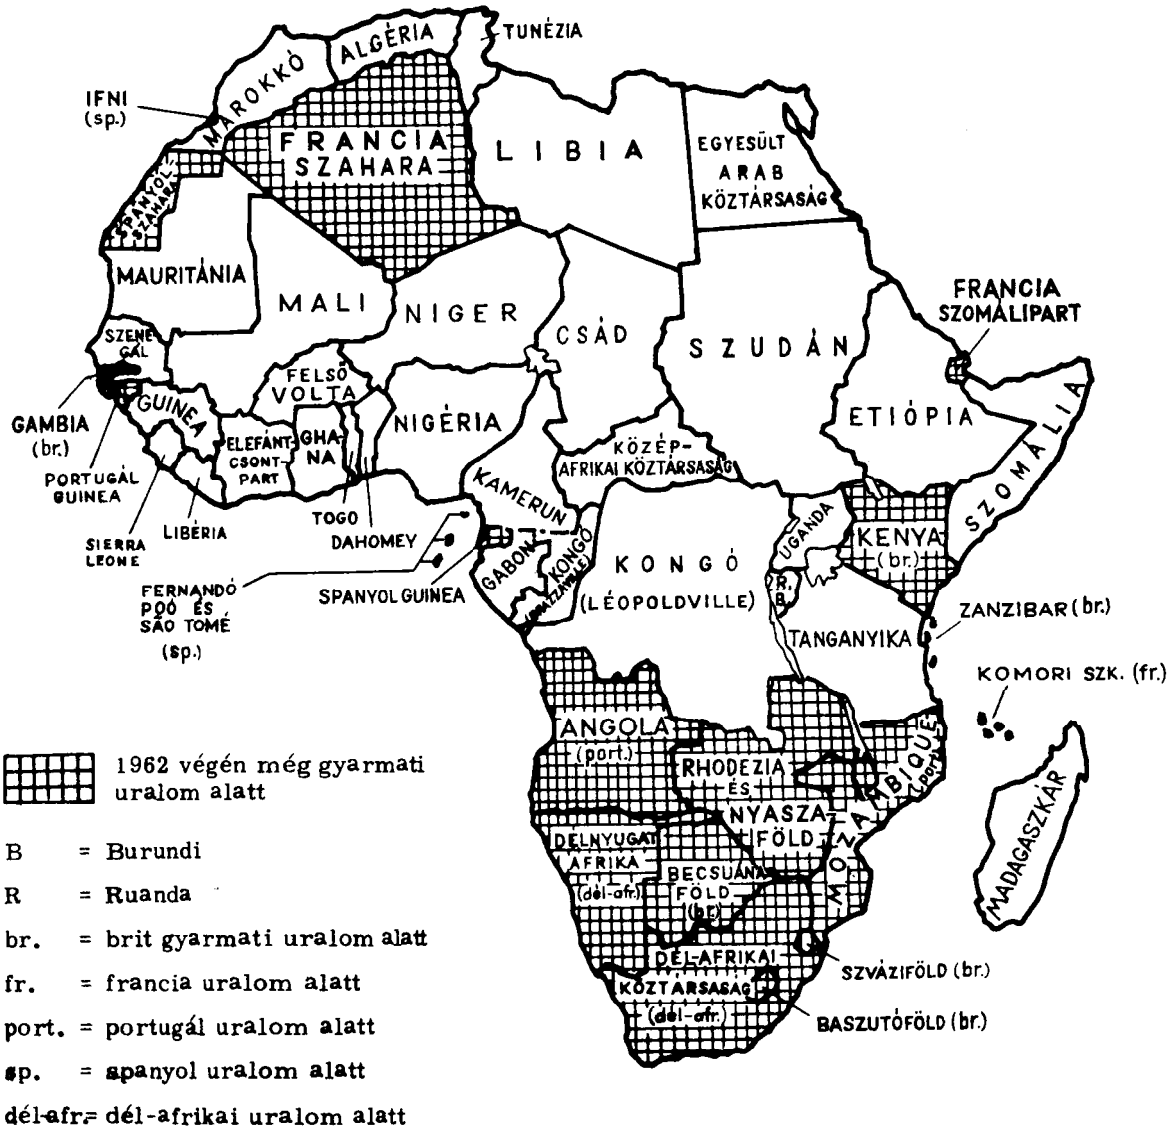 TUNÉZIA
ALGÉRIA
MAROKKÓ
IFNI
(sp.)
FRANCIA
SZAHARA
LIBIA
EGYESÜLT
ARAB
KÖZTÁRSASÁG
SPANYOL-
SZAHARA
MAURITÁNIA
MALI
NIGER
CSÁD
SZUDÁN
FRANCIA
SZOMÁLIPART
SZENE
GÁL
GAMBIA
(br.)
GUINEA
FELSŐ
VOLTA
NIGÉRIA
ETIÓPIA
SZOMÁLIA
PORTUGÁL
GUINEA
ELEFÁNT-
CSONT-
PART
GHA-
NA
KÖZÉP-
AFRIKAI KÖZTÁRSASÁG
KAMERUN
SIERRA
LEONE
LIBÉRIA
TOGO
DAHOMEY
UGANDA
KENYA
(br.)
FERNANDÓ
POÓ ÉS
SÃO TOMÉ
(sp.)
SPANYOL GUINEA
GABON
KONGÓ
(BRAZZAVILLE)
KONGÓ
(LÉOPOLDVILLE)
R.
B.
TANGANYIKA
ZANZIBAR (br.)
KOMORI SZK. (fr.)
ANGOLA
(port.)
RHODEZIA
ÉS
NYASZA-
FÖLD
MOZAMBIQUE
(port.)
MADAGASZKÁR
DÉLNYUGAT
AFRIKA
(dél-afr.)
BECSUÁNA
FÖLD
(br.)
DÉL-AFRIKAI
KÖZTÁRSASÁG
(dél-afr.)
SZVÁZIFÖLD (br.)
BASZUTÓFÖLD (br.)
1962 végén még gyarmati
uralom alatt
B = Burundi
R = Ruanda
br. = brit gyarmati uralom alatt
fr. = francia uralom alatt
port. = portugál uralom alatt
sp. = spanyol uralom alatt
dél-afr.= dél-afrikai uralom alatt